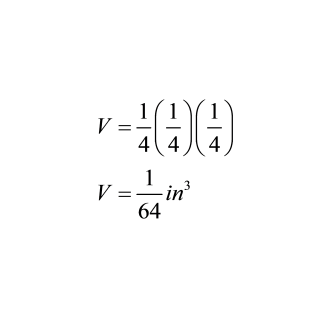 V = 1/4 (1/4)(1/4)
V = 1/64 in³